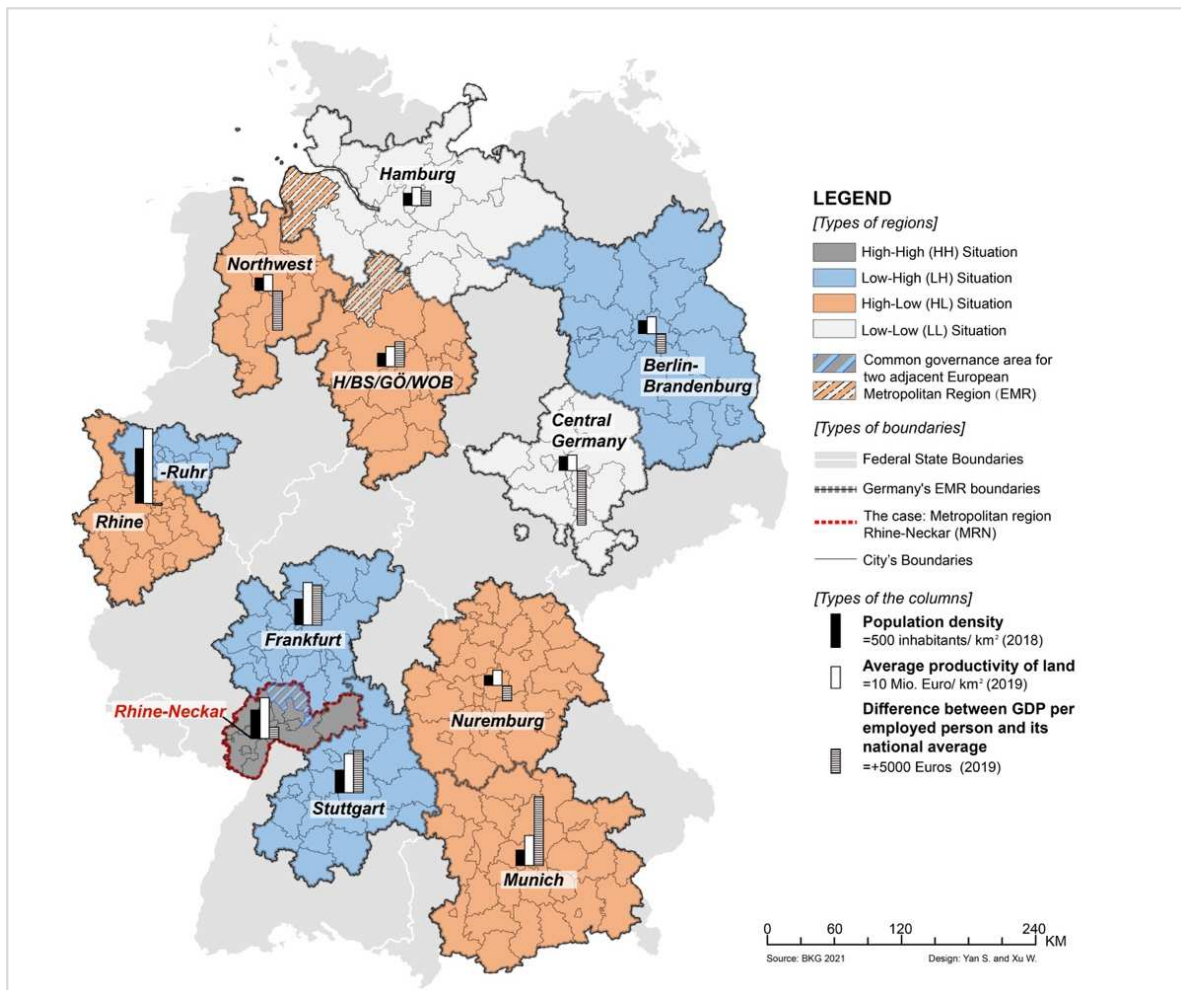 Hamburg
Northwest
H/BS/GÖ/WOB
Berlin-
Brandenburg
Central
Germany
-Ruhr
Rhine
Frankfurt
Rhine-Neckar
Nuremburg
Stuttgart
Munich
LEGEND
[Types of regions]
High-High (HH) Situation
Low-High (LH) Situation
High-Low (HL) Situation
Low-Low (LL) Situation
Common governance area for
two adjacent European
Metropolitan Region (EMR)
[Types of boundaries]
Federal State Boundaries
Germany's EMR boundaries
The case: Metropolitan region
Rhine-Neckar (MRN)
City's Boundaries
[Types of the columns]
Population density
=500 inhabitants/ km² (2018)
Average productivity of land
=10 Mio. Euro/ km² (2019)
Difference between GDP per
employed person and its
national average
=+5000 Euros (2019)
0 60 120 240
KM
Source: BKG 2021 Design: Yan S. and Xu W.